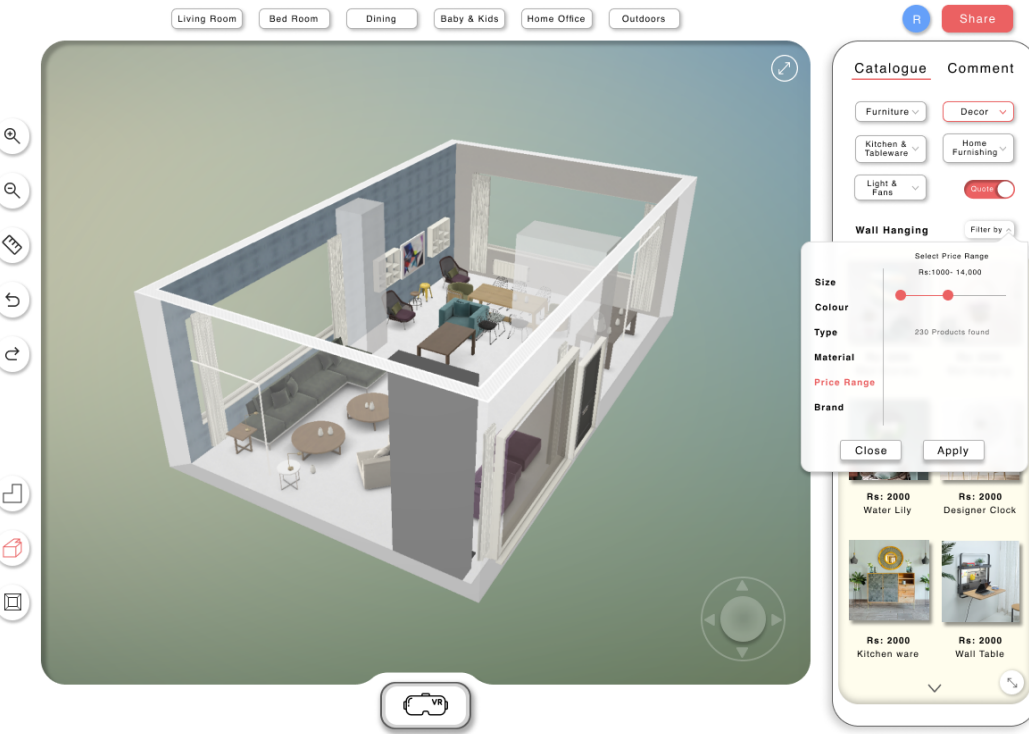 Living Room
Bed Room
Dining
Baby & Kids
Home Office
Outdoors
R
Share
Catalogue
Comment
Furniture
Decor
Kitchen &
Tableware
Home
Furnishing
Light &
Fans
Quote
Wall Hanging
Filter by
Select Price Range
Rs:1000- 14,000
Size
Colour
Type
230 Products found
Material
Price Range
Brand
Close
Apply
Rs: 2000
Water Lily
Rs: 2000
Designer Clock
Rs: 2000
Kitchen ware
Rs: 2000
Wall Table
VR